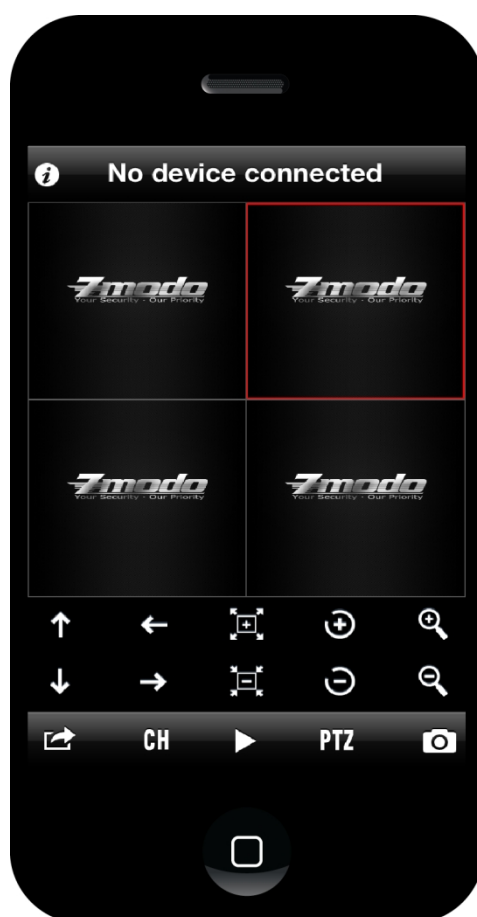 i No device connected
Zmodo Zmodo
Your Security - Our Priority Your Security - Our Priority
Zmodo Zmodo
Your Security - Our Priority Your Security - Our Priority
CH PTZ